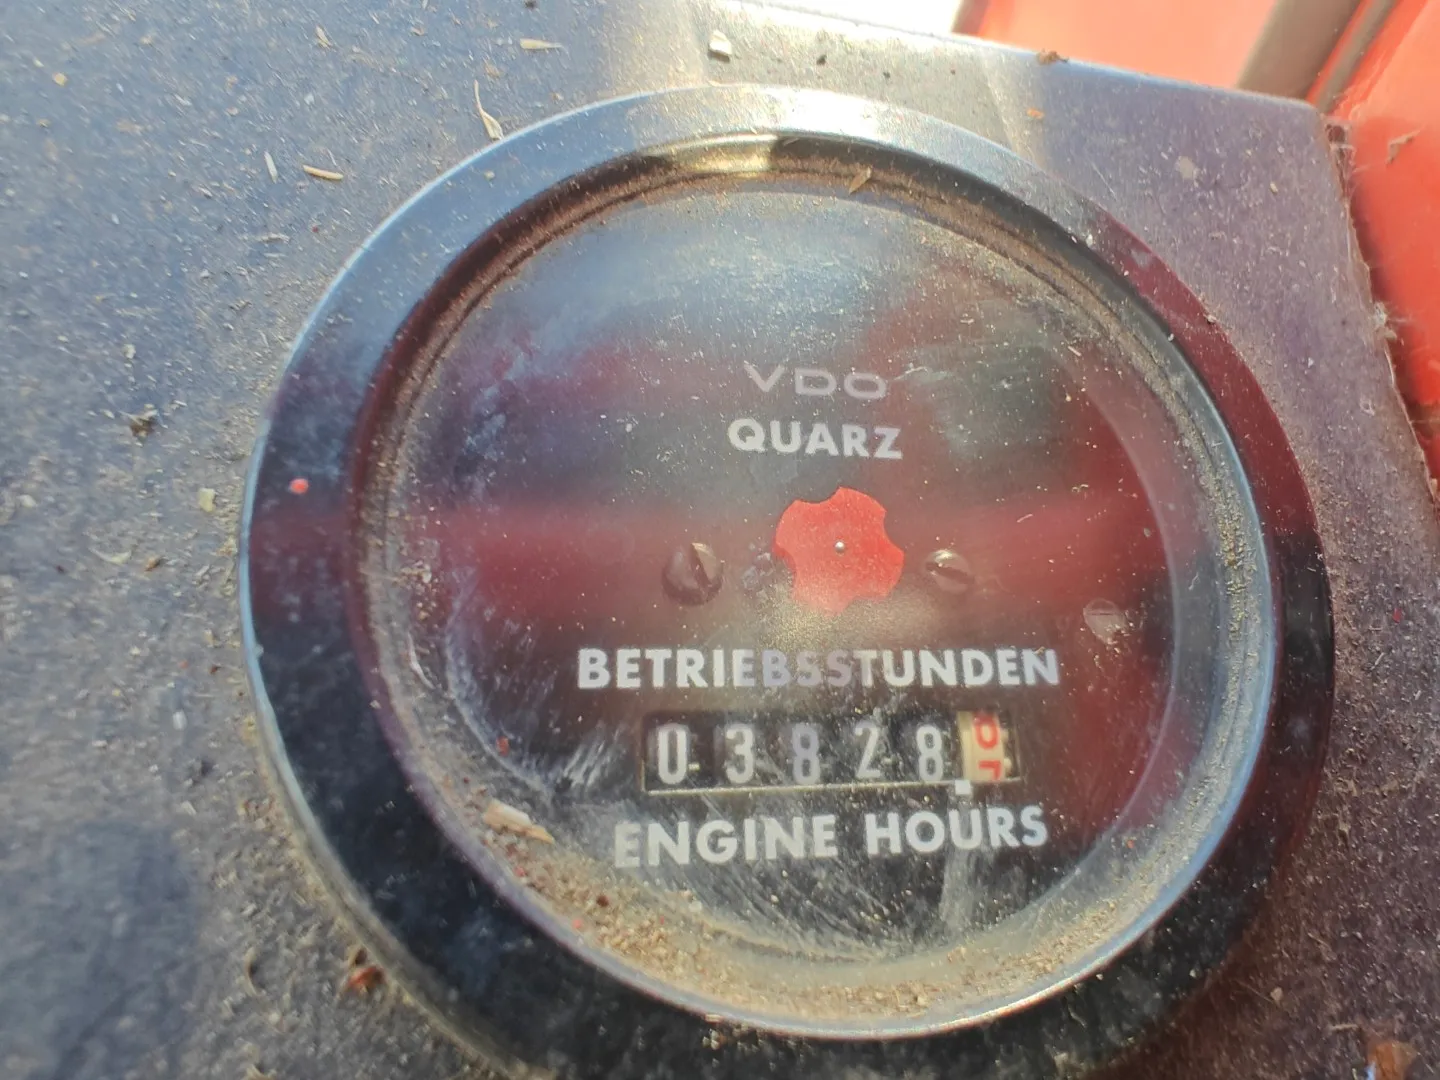 VDO
QUARZ
BETRIEBSSTUNDEN
03828
ENGINE HOURS